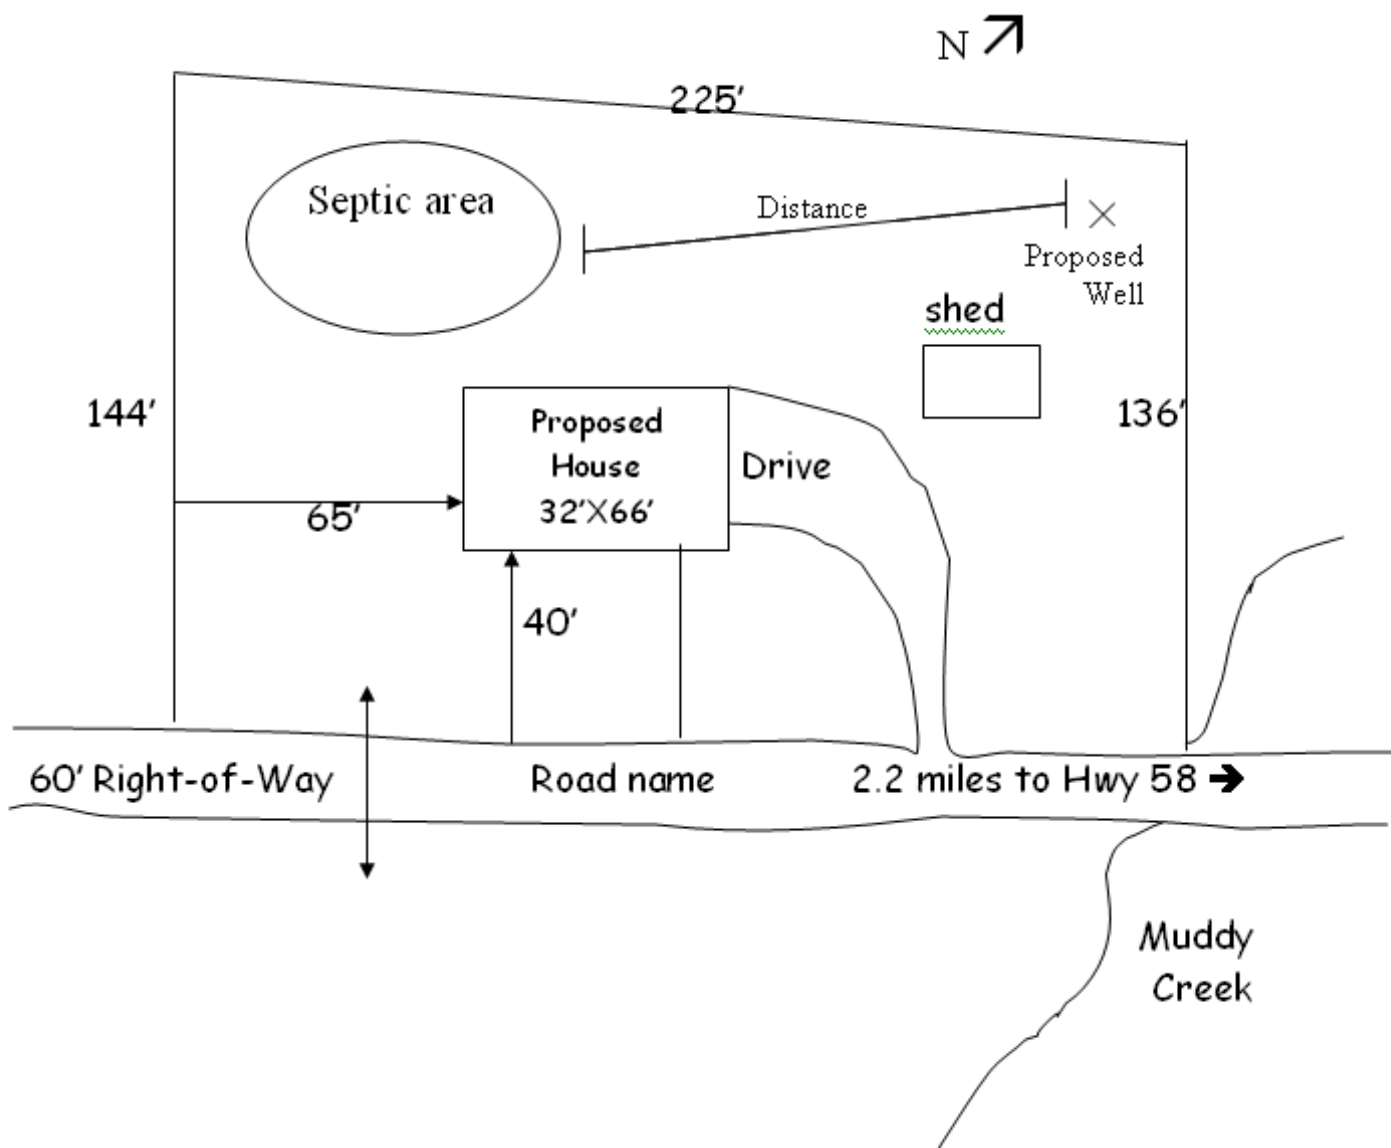 N
225'
Septic area
Distance
Proposed
Well
shed
144'
Proposed
House
32'X66'
Drive
136'
65'
40'
60' Right-of-Way
Road name
2.2 miles to Hwy 58 ➔
Muddy
Creek